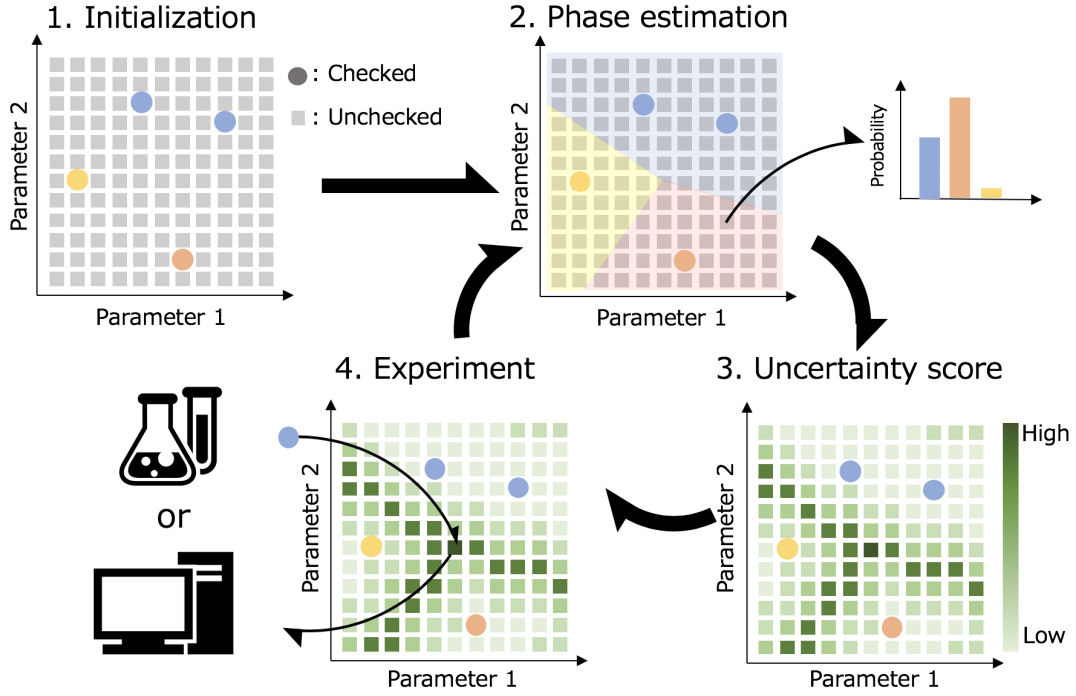 1. Initialization
Parameter 2
Parameter 1
: Checked
: Unchecked
2. Phase estimation
Parameter 2
Parameter 1
Probability
3. Uncertainty score
Parameter 2
Parameter 1
High
Low
4. Experiment
Parameter 2
Parameter 1
or